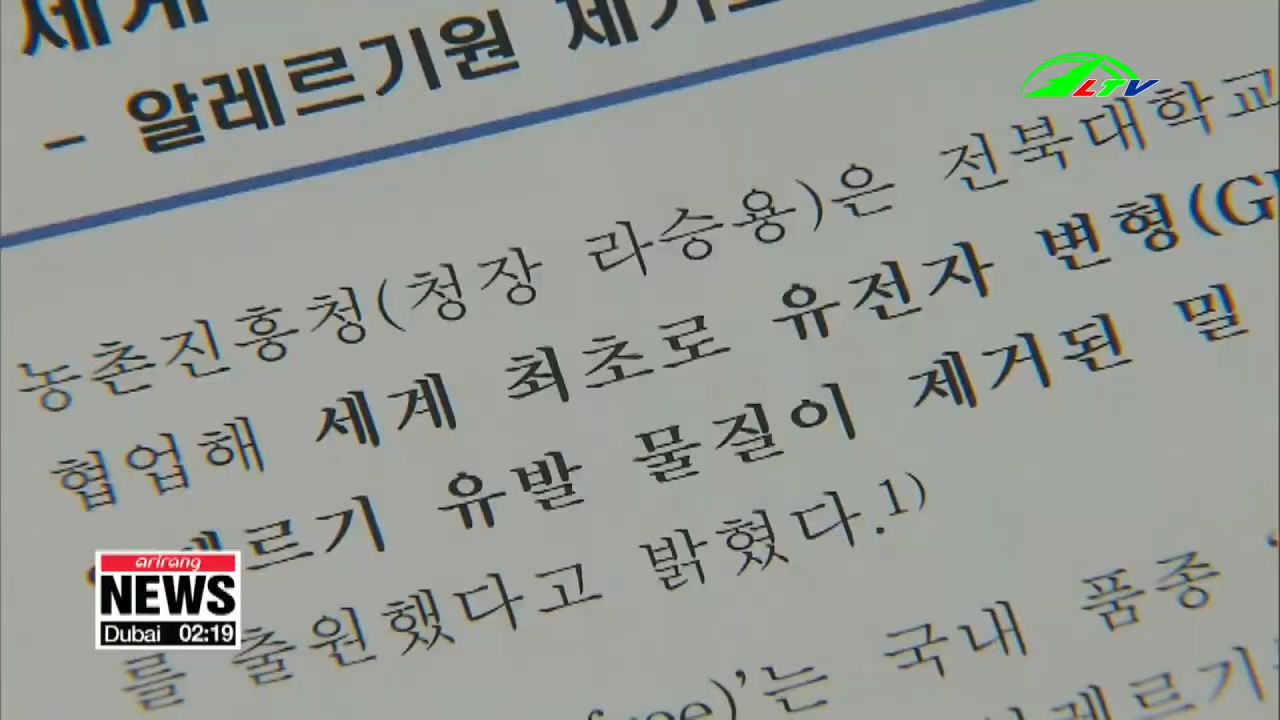 세계
- 알레르기원 제거
LTV
농촌진흥청(청장 라승용)은 전북대학교
협업해 세계 최초로 유전자 변형(G
유발 물질이 제거된 밀
를 출원했다고 밝혔다.1)
free)'는 국내 품종 '
arirang
NEWS
Dubai 02:19